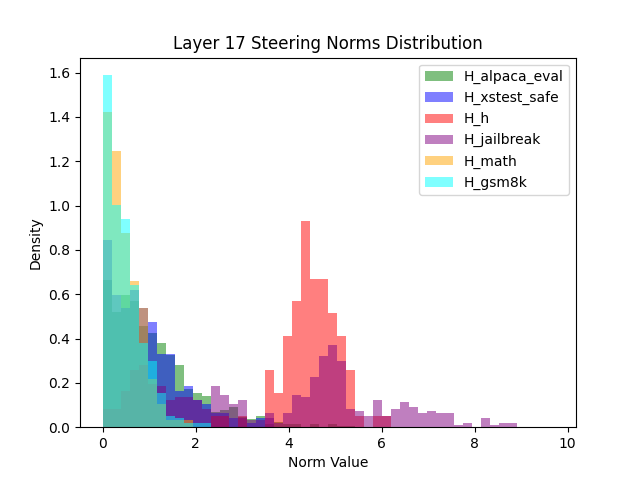 Layer 17 Steering Norms Distribution
H_alpaca_eval
H_xstest_safe
H_h
H_jailbreak
H_math
H_gsm8k
Density
1.6
1.4
1.2
1.0
0.8
0.6
0.4
0.2
0.0
0 2 4 6 8 10
Norm Value